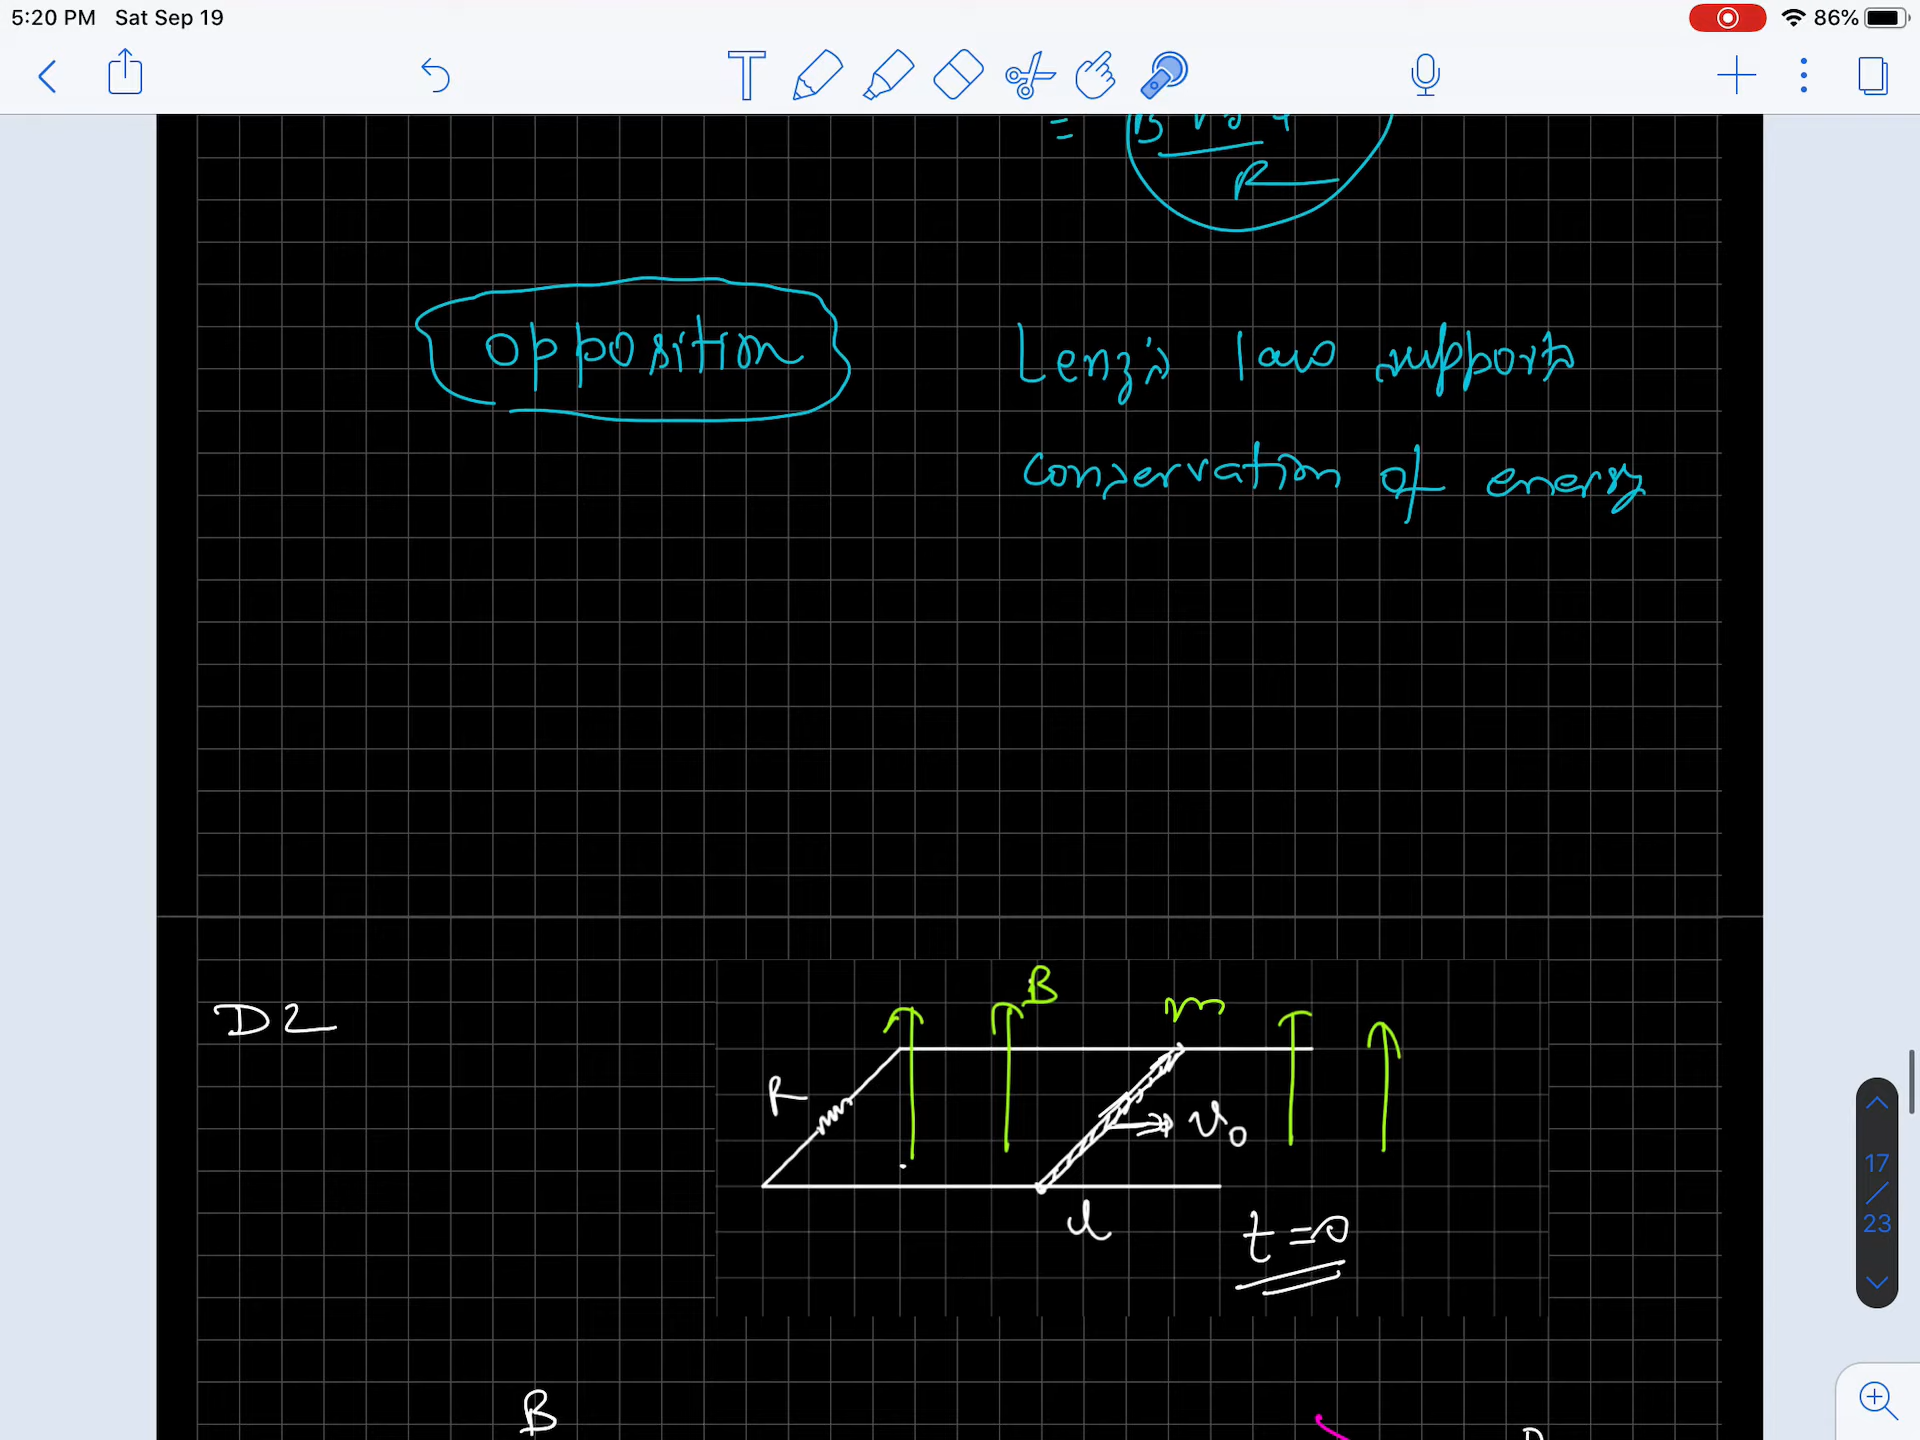 5:20 PM Sat Sep 19
86%
T
=
R
opposition
Lenz's law supports
conservation of energy
D2
B
m
R
v₀
l
t=0
17
/
23
B